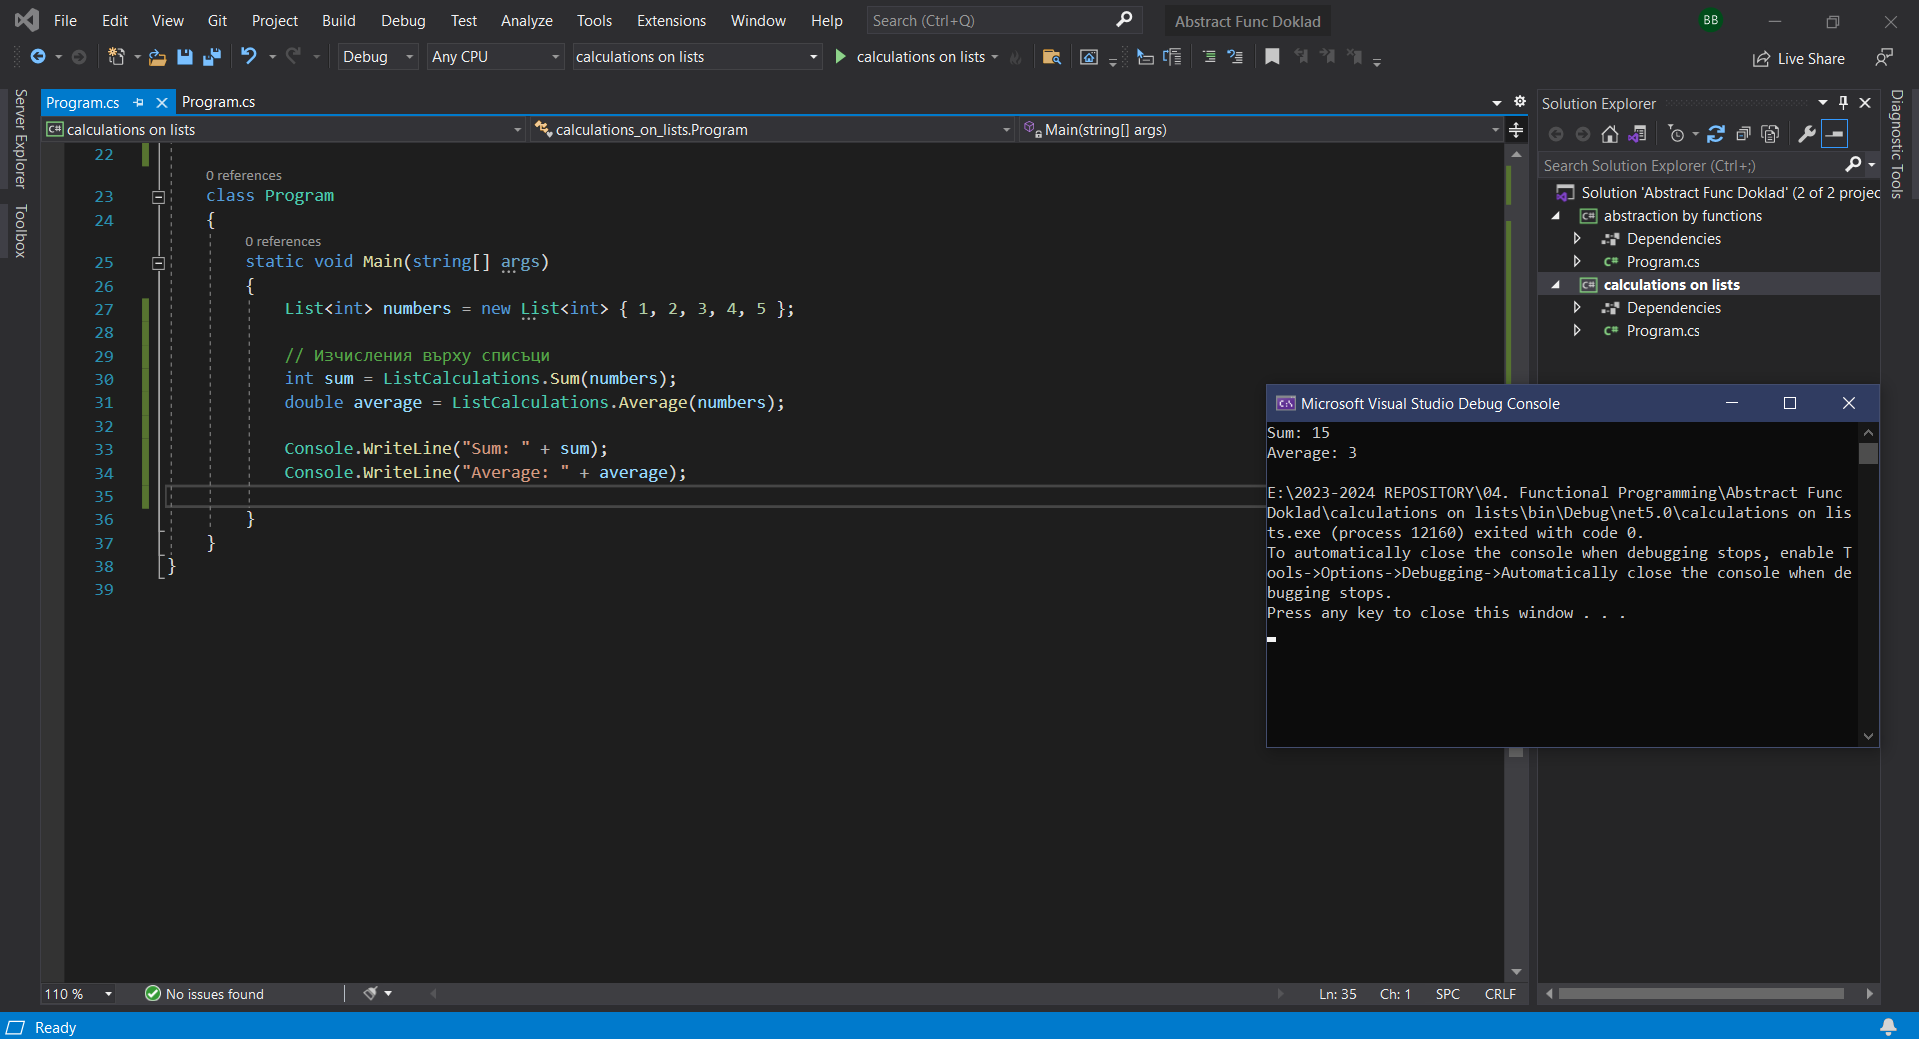 File Edit View Git Project Build Debug Test Analyze Tools Extensions Window Help Search (Ctrl+Q) Abstract Func Doklad BB
Debug Any CPU calculations on lists calculations on lists Live Share
Server Explorer
Toolbox
Program.cs Program.cs
calculations on lists calculations_on_lists.Program Main(string[] args)
22
0 references
23 class Program
24 {
0 references
25 static void Main(string[] args)
26 {
27 List<int> numbers = new List<int> { 1, 2, 3, 4, 5 };
28
29 // Изчисления върху списъци
30 int sum = ListCalculations.Sum(numbers);
31 double average = ListCalculations.Average(numbers);
32
33 Console.WriteLine("Sum: " + sum);
34 Console.WriteLine("Average: " + average);
35
36 }
37 }
38 }
39
110 % No issues found Ln: 35 Ch: 1 SPC CRLF
Ready
Solution Explorer
Search Solution Explorer (Ctrl+;)
Solution 'Abstract Func Doklad' (2 of 2 projec
C# abstraction by functions
Dependencies
C# Program.cs
C# calculations on lists
Dependencies
C# Program.cs
Diagnostic Tools
Microsoft Visual Studio Debug Console
Sum: 15
Average: 3
E:\2023-2024 REPOSITORY\04. Functional Programming\Abstract Func
Doklad\calculations on lists\bin\Debug\net5.0\calculations on lis
ts.exe (process 12160) exited with code 0.
To automatically close the console when debugging stops, enable T
ools->Options->Debugging->Automatically close the console when de
bugging stops.
Press any key to close this window . . .